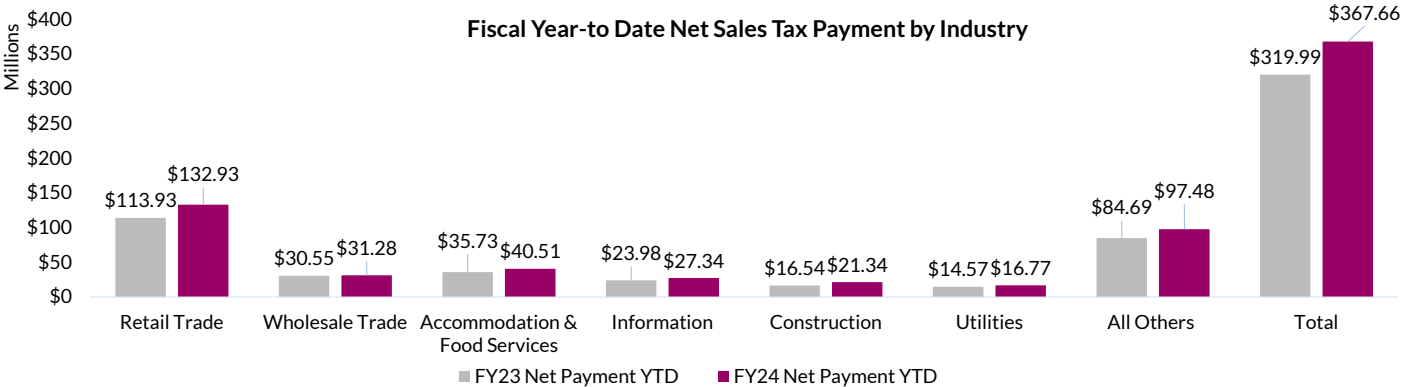 Fiscal Year-to Date Net Sales Tax Payment by Industry
Millions
$400
$350
$300
$250
$200
$150
$100
$50
$0
$113.93
$132.93
$30.55
$31.28
$35.73
$40.51
$23.98
$27.34
$16.54
$21.34
$14.57
$16.77
$84.69
$97.48
$319.99
$367.66
Retail Trade
Wholesale Trade
Accommodation &
Food Services
Information
Construction
Utilities
All Others
Total
FY23 Net Payment YTD
FY24 Net Payment YTD